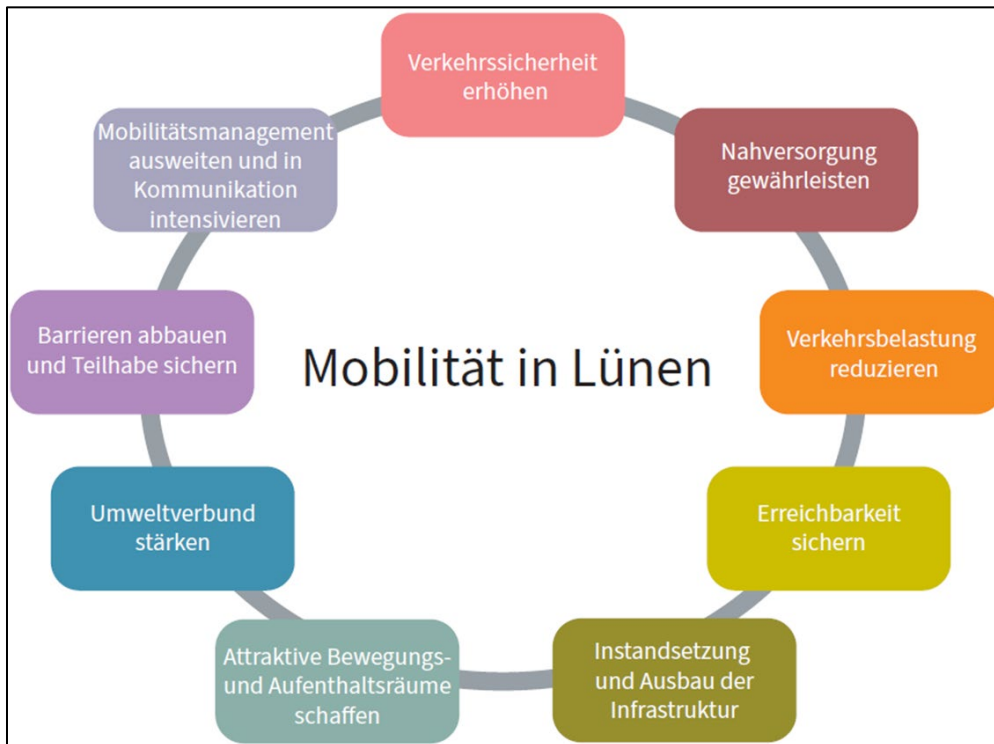 Verkehrssicherheit
erhöhen
Nahversorgung
gewährleisten
Verkehrsbelastung
reduzieren
Erreichbarkeit
sichern
Instandsetzung
und Ausbau der
Infrastruktur
Attraktive Bewegungs-
und Aufenthaltsräume
schaffen
Umweltverbund
stärken
Barrieren abbauen
und Teilhabe sichern
Mobilitätsmanagement
ausweiten und in
Kommunikation
intensivieren
Mobilität in Lünen